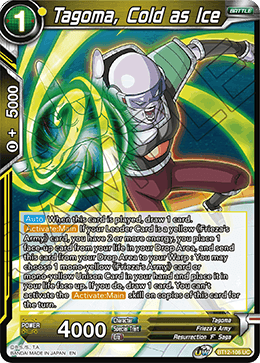 1
Tagoma, Cold as Ice
BATTLE
+ 5000
Auto When this card is played, draw 1 card.
Activate:Main If your Leader Card is a yellow 《Frieza's
Army》 card, you have 2 or more energy, you place 1
face-up card from your life in your Drop Area, and send
this card from your Drop Area to your Warp : You may
choose 1 mono-yellow 《Frieza's Army》 card or
mono-yellow Unison Card in your hand and place it in
your life face up. If you do, draw 1 card. You can't
activate the Activate:Main skill on copies of this card for
the turn.
BANDAI MADE IN JAPAN EN
POWER
4000
Character
Special Trait
Era
Tagoma
Frieza's Army
Resurrection 'F' Saga
BT12-105 UC